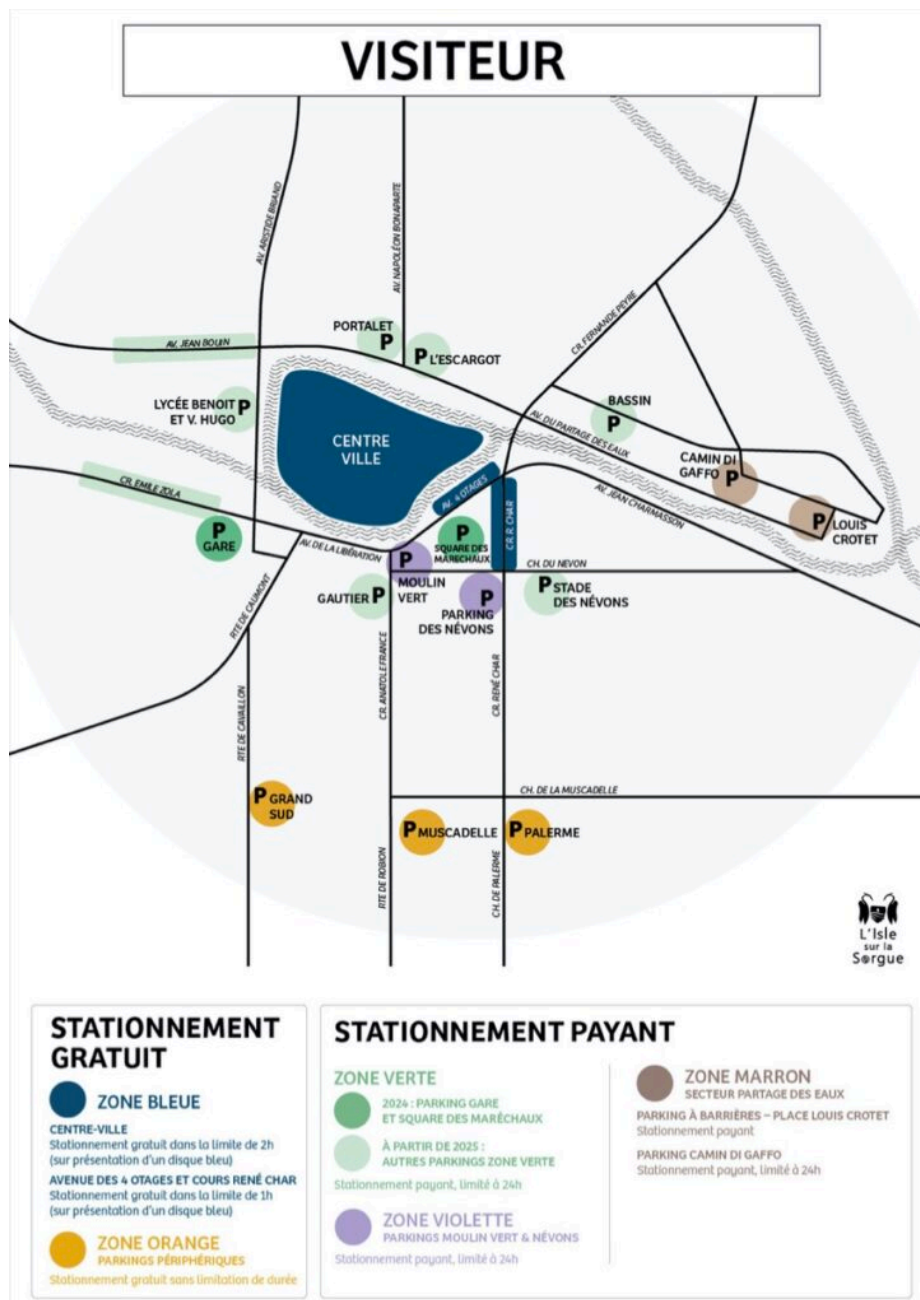 VISITEUR
AV. ARISTIDE BRIAND
AV. NAPOLÉON BONAPARTE
CR. FERNANDE PEYRE
PORTALET
P
P L'ESCARGOT
AV. JEAN BOUIN
LYCÉE BENOIT
ET V. HUGO P
CENTRE
VILLE
BASSIN
P
AV. DU PARTAGE DES EAUX
CAMIN DI
GAFFO P
P LOUIS
CROTET
CR. EMILE ZOLA
AV. 4 OTAGES
CR. R. CHAR
AV. JEAN CHARMASSON
P
GARE
AV. DE LA LIBÉRATION
P
SQUARE DES
MARECHAUX
P
MOULIN
VERT
CH. DU NEVON
GAUTIER P
P
PARKING
DES NÉVONS
P STADE
DES NÉVONS
RTE DE CAUMONT
RTE DE CAVAILLON
CR. ANATOLE FRANCE
CR. RENÉ CHAR
P GRAND
SUD
CH. DE LA MUSCADELLE
P MUSCADELLE
P PALERME
RTE DE ROBION
CH. DE PALERME
L'Isle
sur la
Sorgue
STATIONNEMENT
GRATUIT
ZONE BLEUE
CENTRE-VILLE
Stationnement gratuit dans la limite de 2h
(sur présentation d'un disque bleu)
AVENUE DES 4 OTAGES ET COURS RENÉ CHAR
Stationnement gratuit dans la limite de 1h
(sur présentation d'un disque bleu)
ZONE ORANGE
PARKINGS PÉRIPHÉRIQUES
Stationnement gratuit sans limitation de durée
STATIONNEMENT PAYANT
ZONE VERTE
2024 : PARKING GARE
ET SQUARE DES MARÉCHAUX
À PARTIR DE 2025 :
AUTRES PARKINGS ZONE VERTE
Stationnement payant, limité à 24h
ZONE VIOLETTE
PARKINGS MOULIN VERT & NÉVONS
Stationnement payant, limité à 24h
ZONE MARRON
SECTEUR PARTAGE DES EAUX
PARKING À BARRIÈRES – PLACE LOUIS CROTET
Stationnement payant
PARKING CAMIN DI GAFFO
Stationnement payant, limité à 24h